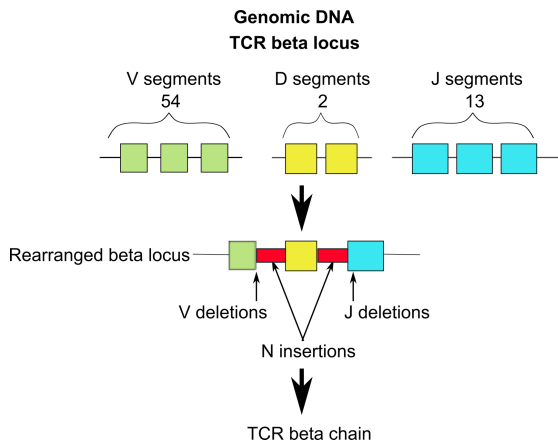 Genomic DNA
TCR beta locus
V segments
54
D segments
2
J segments
13
Rearranged beta locus
V deletions
J deletions
N insertions
TCR beta chain